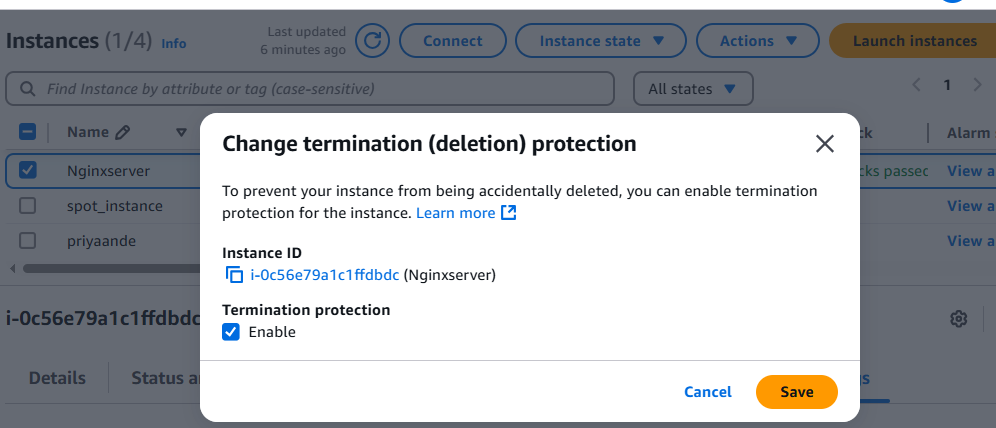 Instances (1/4) Info
Last updated
6 minutes ago
Connect
Instance state
Actions
Launch instances
Find Instance by attribute or tag (case-sensitive)
All states
1
Name
Alarm
Nginxserver
cks passed
View a
spot_instance
View a
priyaande
View a
Change termination (deletion) protection
To prevent your instance from being accidentally deleted, you can enable termination
protection for the instance. Learn more
Instance ID
i-0c56e79a1c1ffdbdc (Nginxserver)
Termination protection
Enable
Cancel
Save
i-0c56e79a1c1ffdbdc
Details
Status a